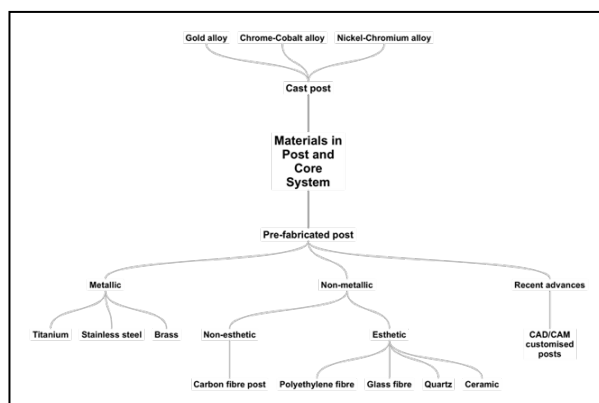 Gold alloy Chrome-Cobalt alloy Nickel-Chromium alloy
Cast post
Materials in
Post and
Core
System
Pre-fabricated post
Metallic Non-metallic Recent advances
Titanium Stainless steel Brass Non-esthetic Esthetic CAD/CAM
customised
posts
Carbon fibre post Polyethylene fibre Glass fibre Quartz Ceramic